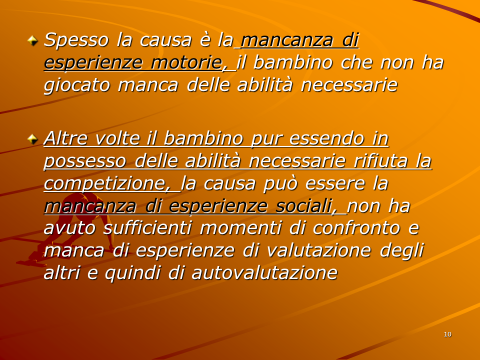 Spesso la causa è la mancanza di
esperienze motorie, il bambino che non ha
giocato manca delle abilità necessarie
Altre volte il bambino pur essendo in
possesso delle abilità necessarie rifiuta la
competizione, la causa può essere la
mancanza di esperienze sociali, non ha
avuto sufficienti momenti di confronto e
manca di esperienze di valutazione degli
altri e quindi di autovalutazione
18